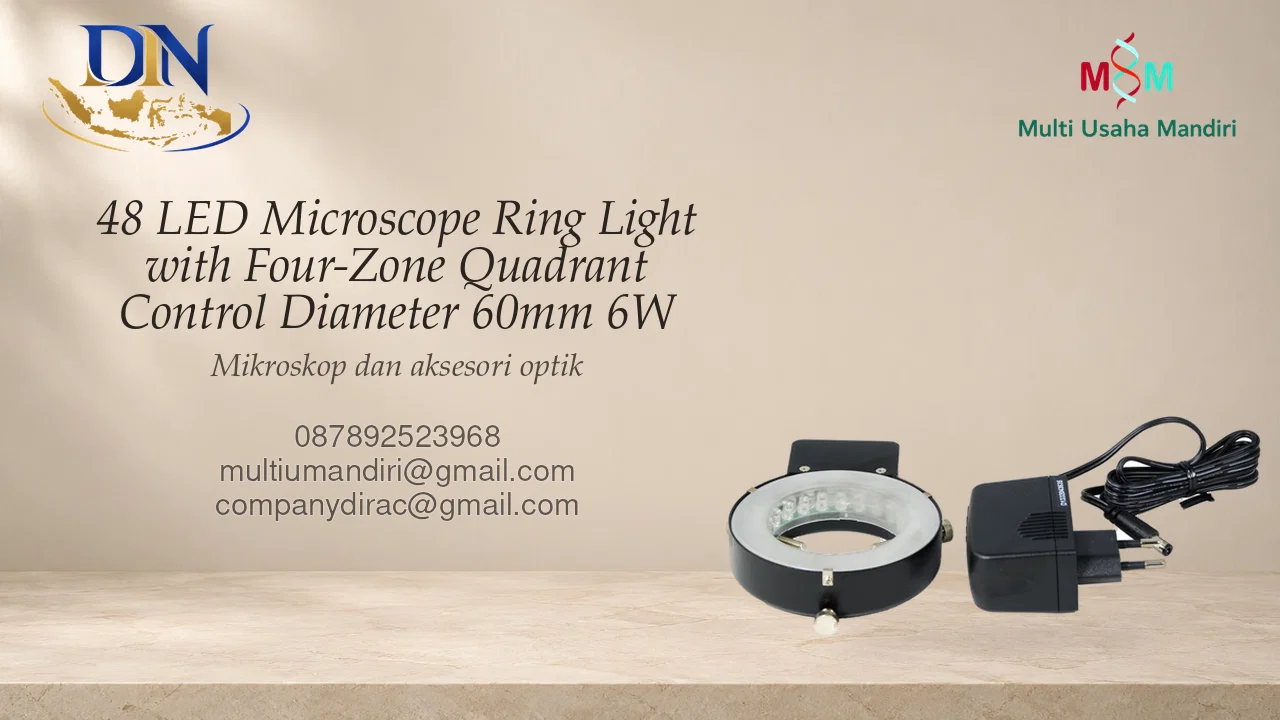 DIN
M M
Multi Usaha Mandiri
48 LED Microscope Ring Light
with Four-Zone Quadrant
Control Diameter 60mm 6W
Mikroskop dan aksesori optik
087892523968
multiumandiri@gmail.com
companydirac@gmail.com